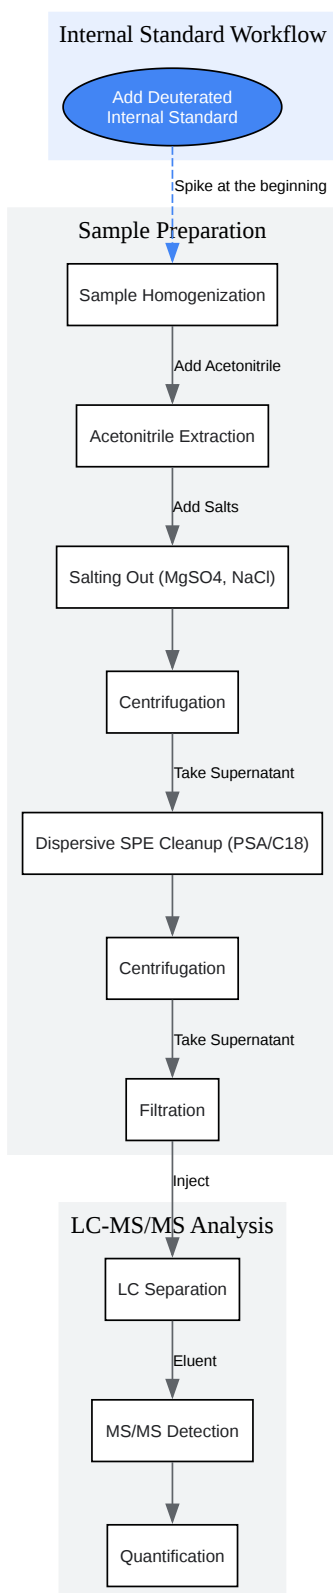 Internal Standard Workflow
Add Deuterated
Internal Standard
Spike at the beginning
Sample Preparation
Sample Homogenization
Add Acetonitrile
Acetonitrile Extraction
Add Salts
Salting Out (MgSO4, NaCl)
Centrifugation
Take Supernatant
Dispersive SPE Cleanup (PSA/C18)
Centrifugation
Take Supernatant
Filtration
Inject
LC-MS/MS Analysis
LC Separation
Eluent
MS/MS Detection
Quantification